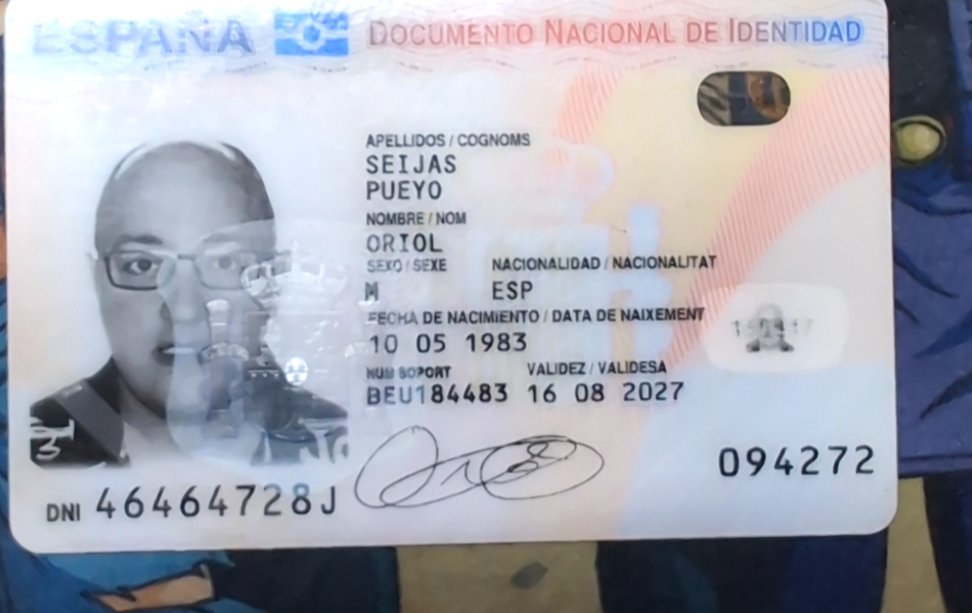 ESPAÑA DOCUMENTO NACIONAL DE IDENTIDAD
APELLIDOS / COGNOMS
SEIJAS
PUEYO
NOMBRE / NOM
ORIOL
SEXO / SEXE NACIONALIDAD / NACIONALITAT
M ESP
FECHA DE NACIMIENTO / DATA DE NAIXEMENT
10 05 1983
NUM SOPORT VALIDEZ / VALIDESA
BEU184483 16 08 2027
094272
DNI 46464728J